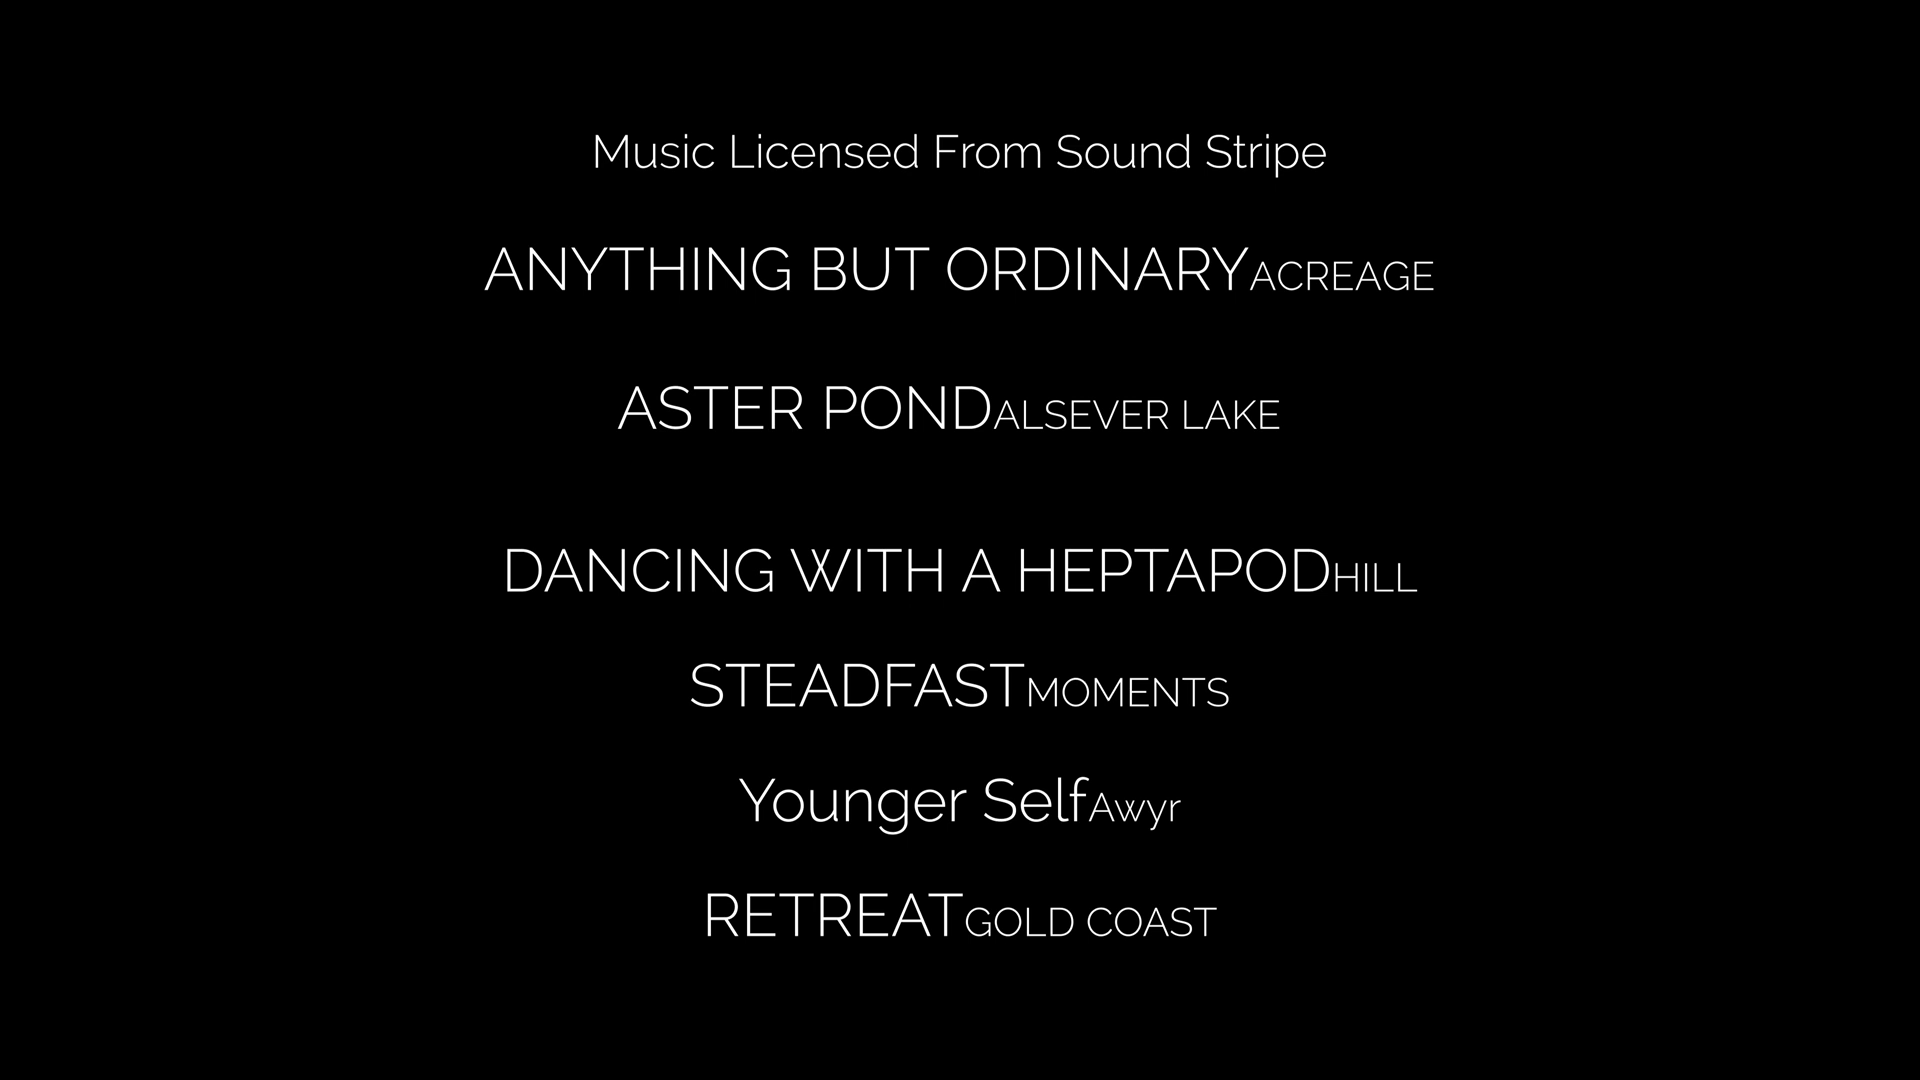 Music Licensed From Sound Stripe
ANYTHING BUT ORDINARYACREAGE
ASTER PONDALSEVER LAKE
DANCING WITH A HEPTAPODHILL
STEADFASTMOMENTS
Younger SelfAwyr
RETREATGOLD COAST